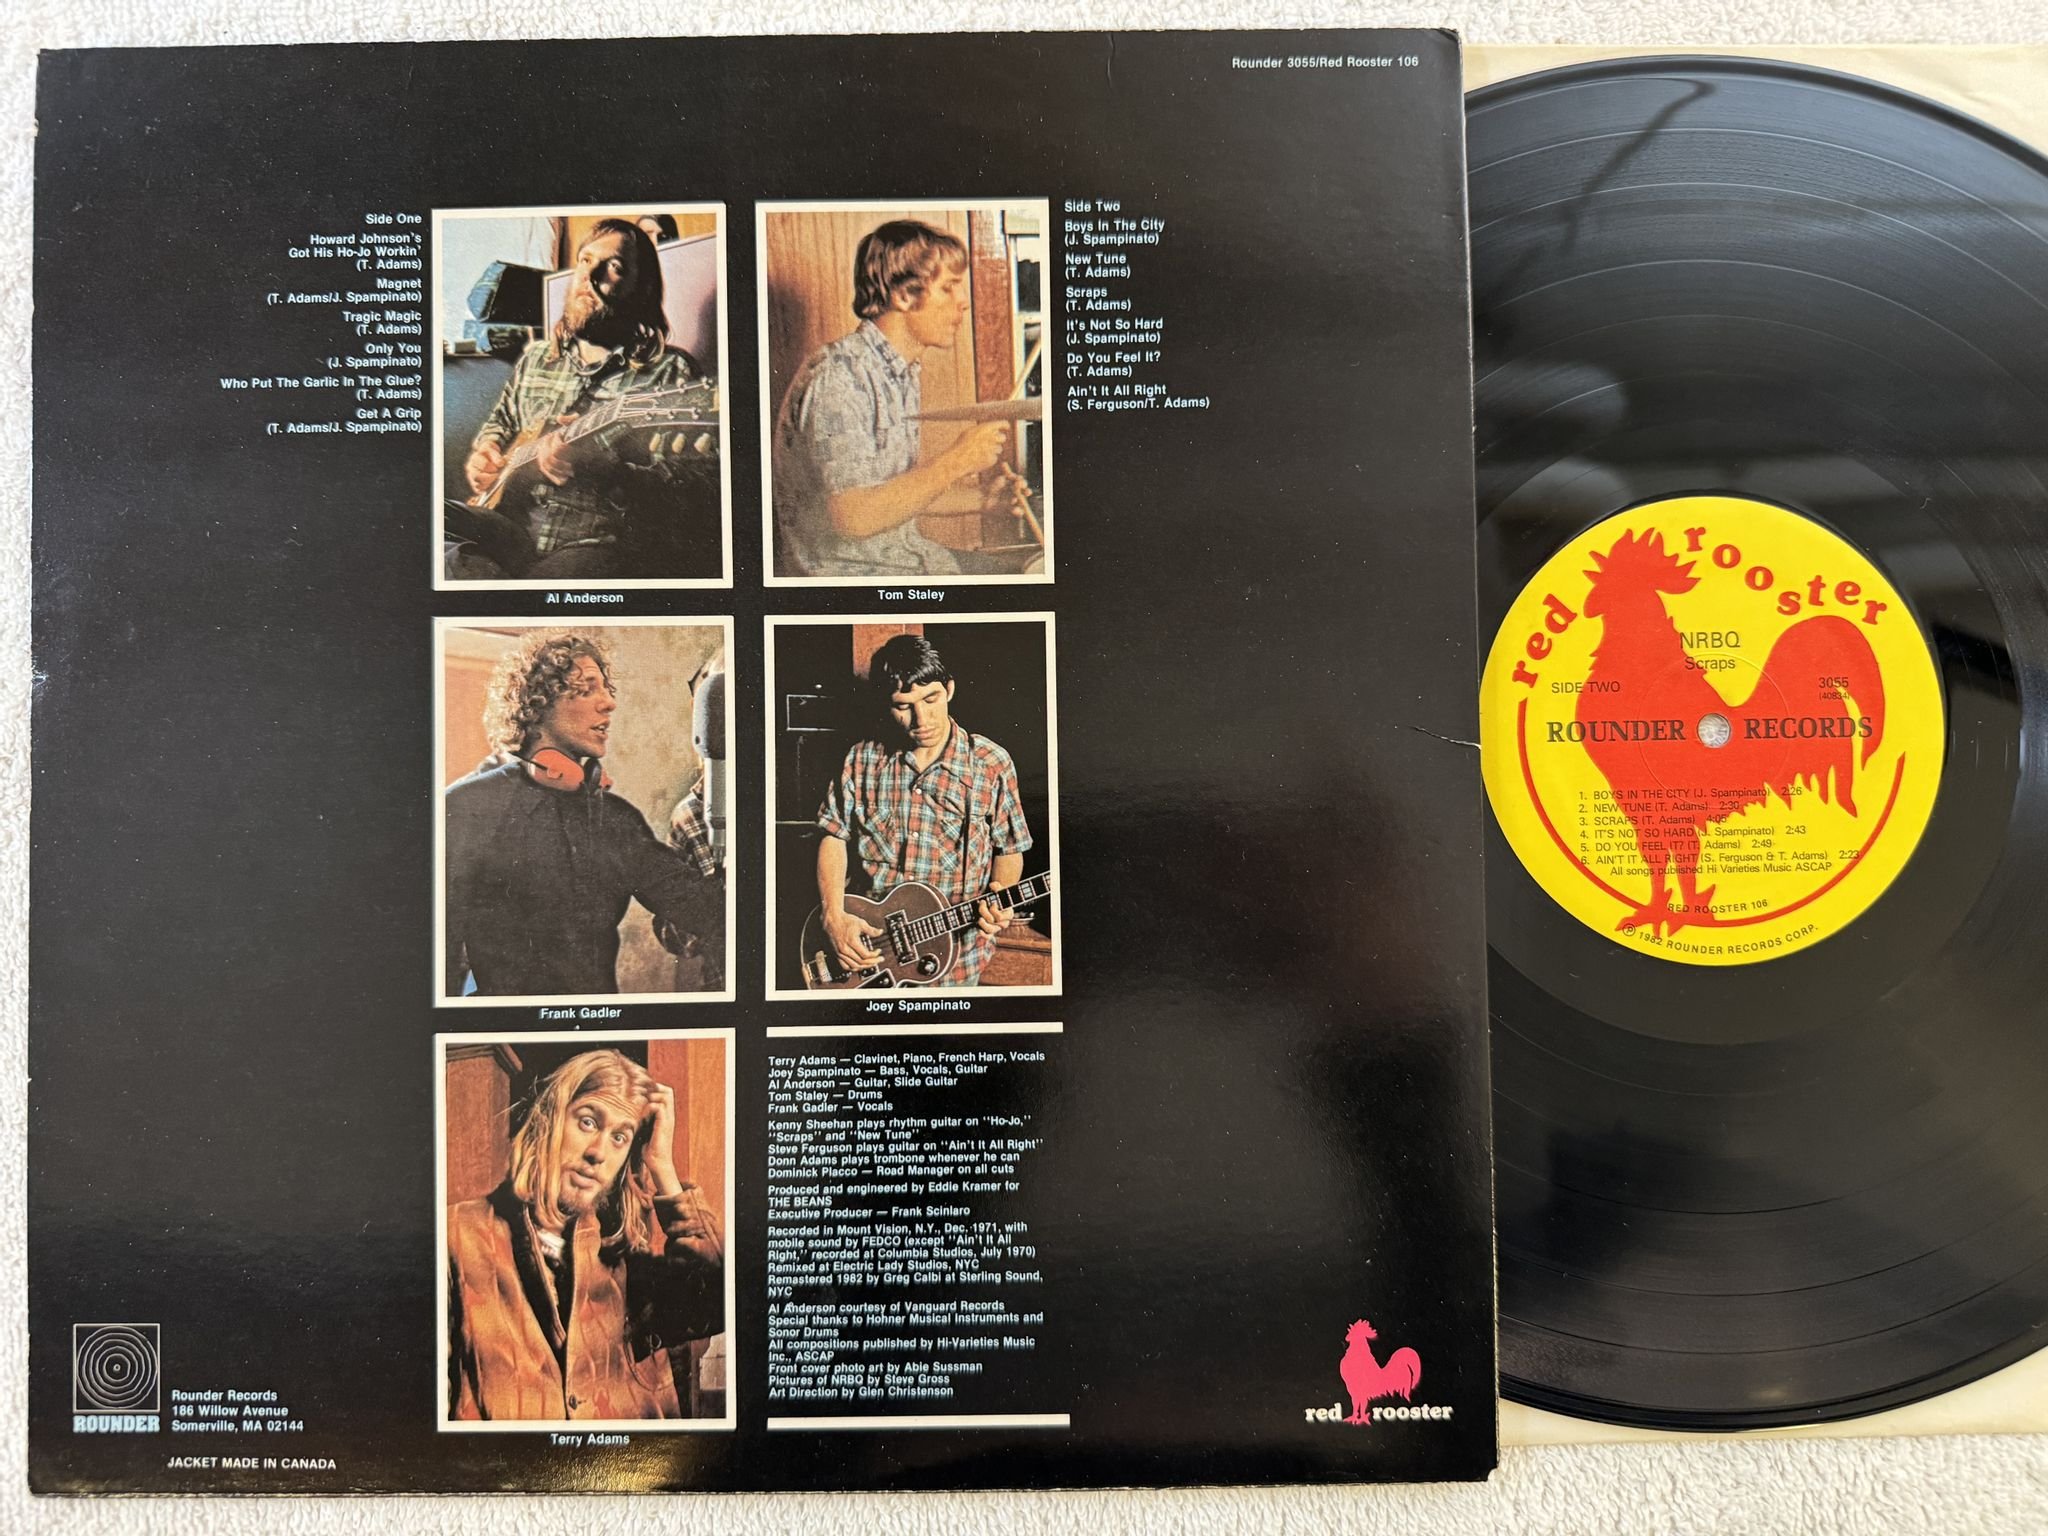 Rounder 3055/Red Rooster 106
Side One
Howard Johnson's
Got His Ho-Jo Workin'
(T. Adams)
Magnet
(T. Adams/J. Spampinato)
Tragic Magic
(T. Adams)
Only You
(J. Spampinato)
Who Put The Garlic In The Glue?
(T. Adams)
Get A Grip
(T. Adams/J. Spampinato)
Side Two
Boys In The City
(J. Spampinato)
New Tune
(T. Adams)
Scraps
(T. Adams)
It's Not So Hard
(J. Spampinato)
Do You Feel It?
(T. Adams)
Ain't It All Right
(S. Ferguson/T. Adams)
Al Anderson
Tom Staley
Frank Gadler
Joey Spampinato
Terry Adams
Terry Adams — Clavinet, Piano, French Harp, Vocals
Joey Spampinato — Bass, Vocals, Guitar
Al Anderson — Guitar, Slide Guitar
Tom Staley — Drums
Frank Gadler — Vocals
Kenny Sheehan plays rhythm guitar on "Ho-Jo,"
"Scraps" and "New Tune"
Steve Ferguson plays guitar on "Ain't It All Right"
Donn Adams plays trombone whenever he can
Dominick Placco — Road Manager on all cuts
Produced and engineered by Eddie Kramer for
THE BEANS
Executive Producer — Frank Scinlaro
Recorded in Mount Vision, N.Y., Dec. 1971, with
mobile sound by FEDCO (except "Ain't It All
Right," recorded at Columbia Studios, July 1970)
Remixed at Electric Lady Studios, NYC
Remastered 1982 by Greg Calbi at Sterling Sound,
NYC
Al Anderson courtesy of Vanguard Records
Special thanks to Hohner Musical Instruments and
Sonor Drums
All compositions published by Hi-Varieties Music
Inc., ASCAP
Front cover photo art by Abie Sussman
Pictures of NRBQ by Steve Gross
Art Direction by Glen Christenson
ROUNDER
Rounder Records
186 Willow Avenue
Somerville, MA 02144
JACKET MADE IN CANADA
red rooster
red rooster
NRBQ
Scraps
SIDE TWO
3055
(40834)
ROUNDER RECORDS
1. BOYS IN THE CITY (J. Spampinato) 2:26
2. NEW TUNE (T. Adams) 2:30
3. SCRAPS (T. Adams) 4:05
4. IT'S NOT SO HARD (J. Spampinato) 2:43
5. DO YOU FEEL IT? (T. Adams) 2:49
6. AIN'T IT ALL RIGHT (S. Ferguson & T. Adams) 2:23
All songs published Hi Varieties Music ASCAP
RED ROOSTER 106
℗ 1982 ROUNDER RECORDS CORP.